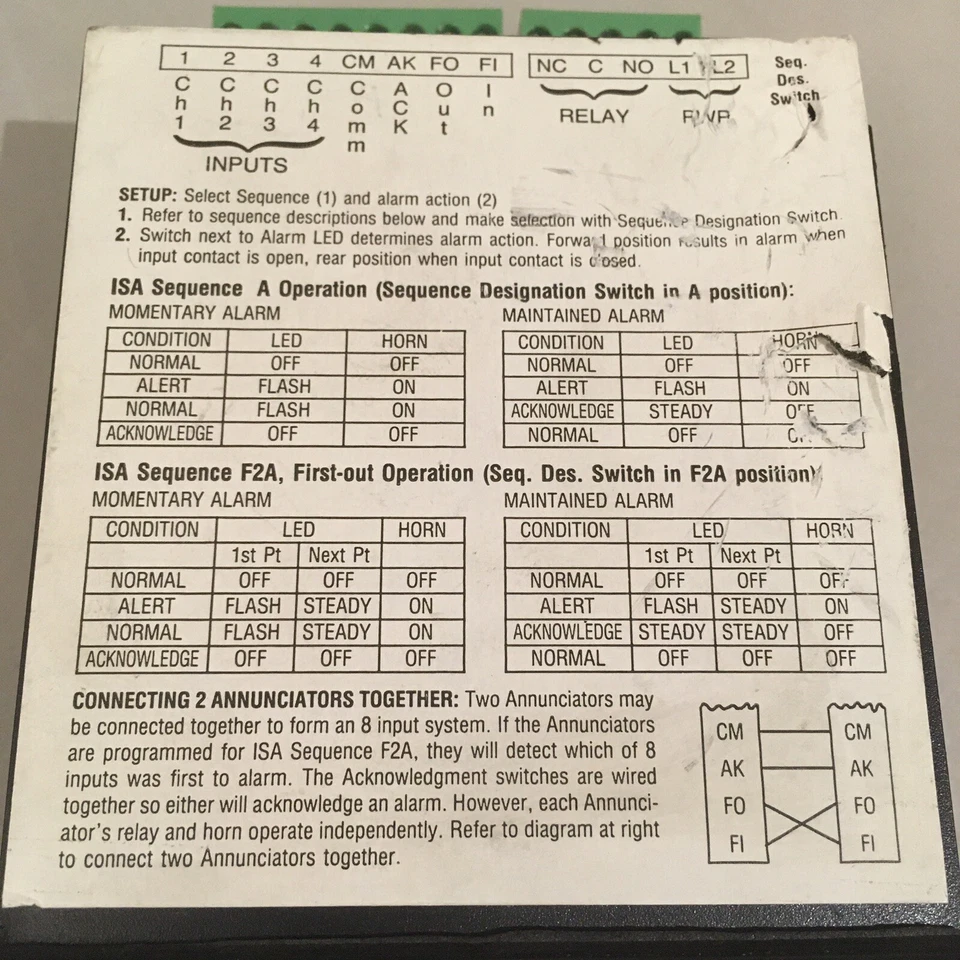 1 2 3 4 CM AK FO FI NC C NO L1 L2 Seq. Des. Switch
Ch1 Ch2 Ch3 Ch4 Comm ACK Out In
INPUTS RELAY PWR
SETUP: Select Sequence (1) and alarm action (2)
1. Refer to sequence descriptions below and make selection with Sequence Designation Switch.
2. Switch next to Alarm LED determines alarm action. Forward position results in alarm when
input contact is open, rear position when input contact is closed.
ISA Sequence A Operation (Sequence Designation Switch in A position):
MOMENTARY ALARM
CONDITION LED HORN
NORMAL OFF OFF
ALERT FLASH ON
NORMAL FLASH ON
ACKNOWLEDGE OFF OFF
MAINTAINED ALARM
CONDITION LED HORN
NORMAL OFF OFF
ALERT FLASH ON
ACKNOWLEDGE STEADY OFF
NORMAL OFF
ISA Sequence F2A, First-out Operation (Seq. Des. Switch in F2A position)
MOMENTARY ALARM
CONDITION LED HORN
1st Pt Next Pt
NORMAL OFF OFF OFF
ALERT FLASH STEADY ON
NORMAL FLASH STEADY ON
ACKNOWLEDGE OFF OFF OFF
MAINTAINED ALARM
CONDITION LED HORN
1st Pt Next Pt
NORMAL OFF OFF OFF
ALERT FLASH STEADY ON
ACKNOWLEDGE STEADY STEADY OFF
NORMAL OFF OFF OFF
CONNECTING 2 ANNUNCIATORS TOGETHER: Two Annunciators may
be connected together to form an 8 input system. If the Annunciators
are programmed for ISA Sequence F2A, they will detect which of 8
inputs was first to alarm. The Acknowledgment switches are wired
together so either will acknowledge an alarm. However, each Annunci-
ator's relay and horn operate independently. Refer to diagram at right
to connect two Annunciators together.
CM CM
AK AK
FO FO
FI FI